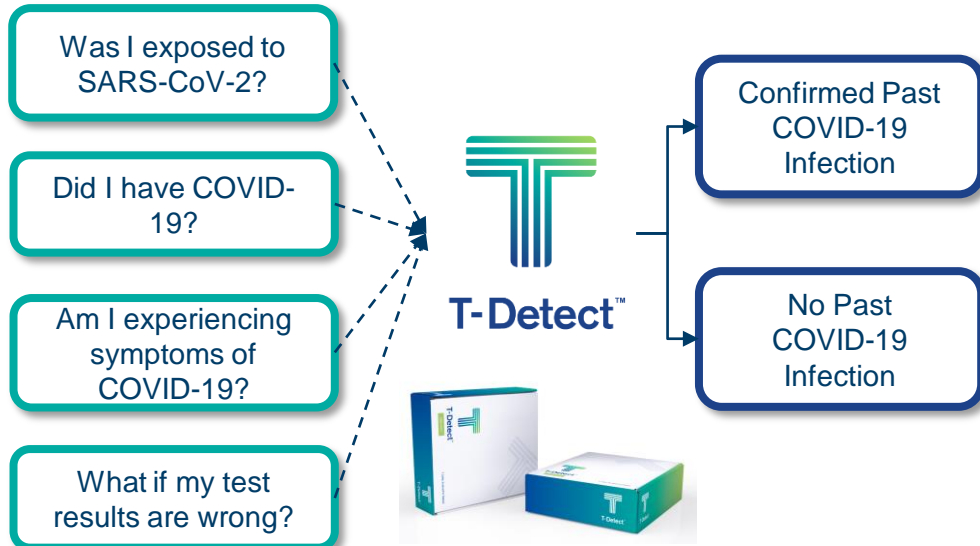 Was I exposed to
SARS-CoV-2?
Did I have COVID-
19?
Am I experiencing
symptoms of
COVID-19?
What if my test
results are wrong?
T-Detect™
T-Detect
T-Detect
Confirmed Past
COVID-19
Infection
No Past
COVID-19
Infection